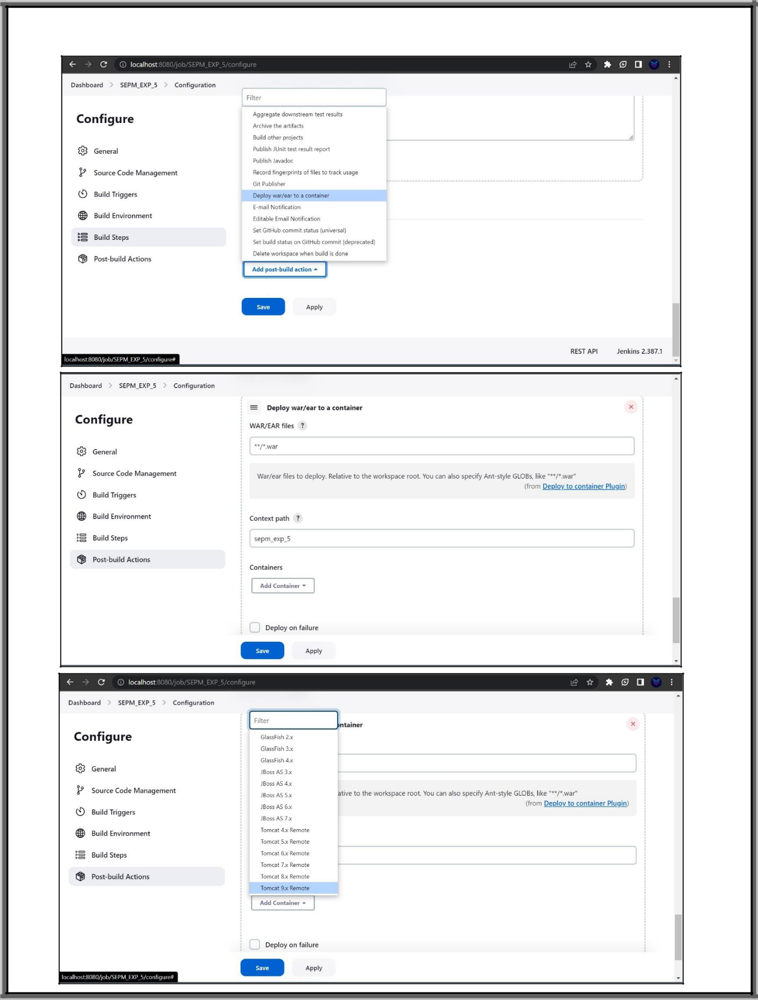 localhost:8080/job/SEPM_EXP_5/configure
Dashboard > SEPM_EXP_5 > Configuration
Filter
Configure
Aggregate downstream test results
Archive the artifacts
Build other projects
Publish JUnit test result report
Publish Javadoc
Record fingerprints of files to track usage
Git Publisher
Deploy war/ear to a container
E-mail Notification
Editable Email Notification
Set GitHub commit status (universal)
Set build status on GitHub commit [deprecated]
Delete workspace when build is done
General
Source Code Management
Build Triggers
Build Environment
Build Steps
Post-build Actions
Add post-build action
Save Apply
REST API Jenkins 2.387.1
localhost:8080/job/SEPM_EXP_5/configure#
Dashboard > SEPM_EXP_5 > Configuration
Configure
General
Source Code Management
Build Triggers
Build Environment
Build Steps
Post-build Actions
Deploy war/ear to a container
WAR/EAR files ?
**/*.war
War/ear files to deploy. Relative to the workspace root. You can also specify Ant-style GLOBs, like "**/*.war"
(from Deploy to container Plugin)
Context path ?
sepm_exp_5
Containers
Add Container
Deploy on failure
Save Apply
localhost:8080/job/SEPM_EXP_5/configure
Dashboard > SEPM_EXP_5 > Configuration
Configure
General
Source Code Management
Build Triggers
Build Environment
Build Steps
Post-build Actions
Filter
ontainer
GlassFish 2.x
GlassFish 3.x
GlassFish 4.x
JBoss AS 3.x
JBoss AS 4.x
JBoss AS 5.x
JBoss AS 6.x
JBoss AS 7.x
Tomcat 4.x Remote
Tomcat 5.x Remote
Tomcat 6.x Remote
Tomcat 7.x Remote
Tomcat 8.x Remote
Tomcat 9.x Remote
ative to the workspace root. You can also specify Ant-style GLOBs, like "**/*.war"
(from Deploy to container Plugin)
Add Container
Deploy on failure
Save Apply
localhost:8080/job/SEPM_EXP_5/configure#